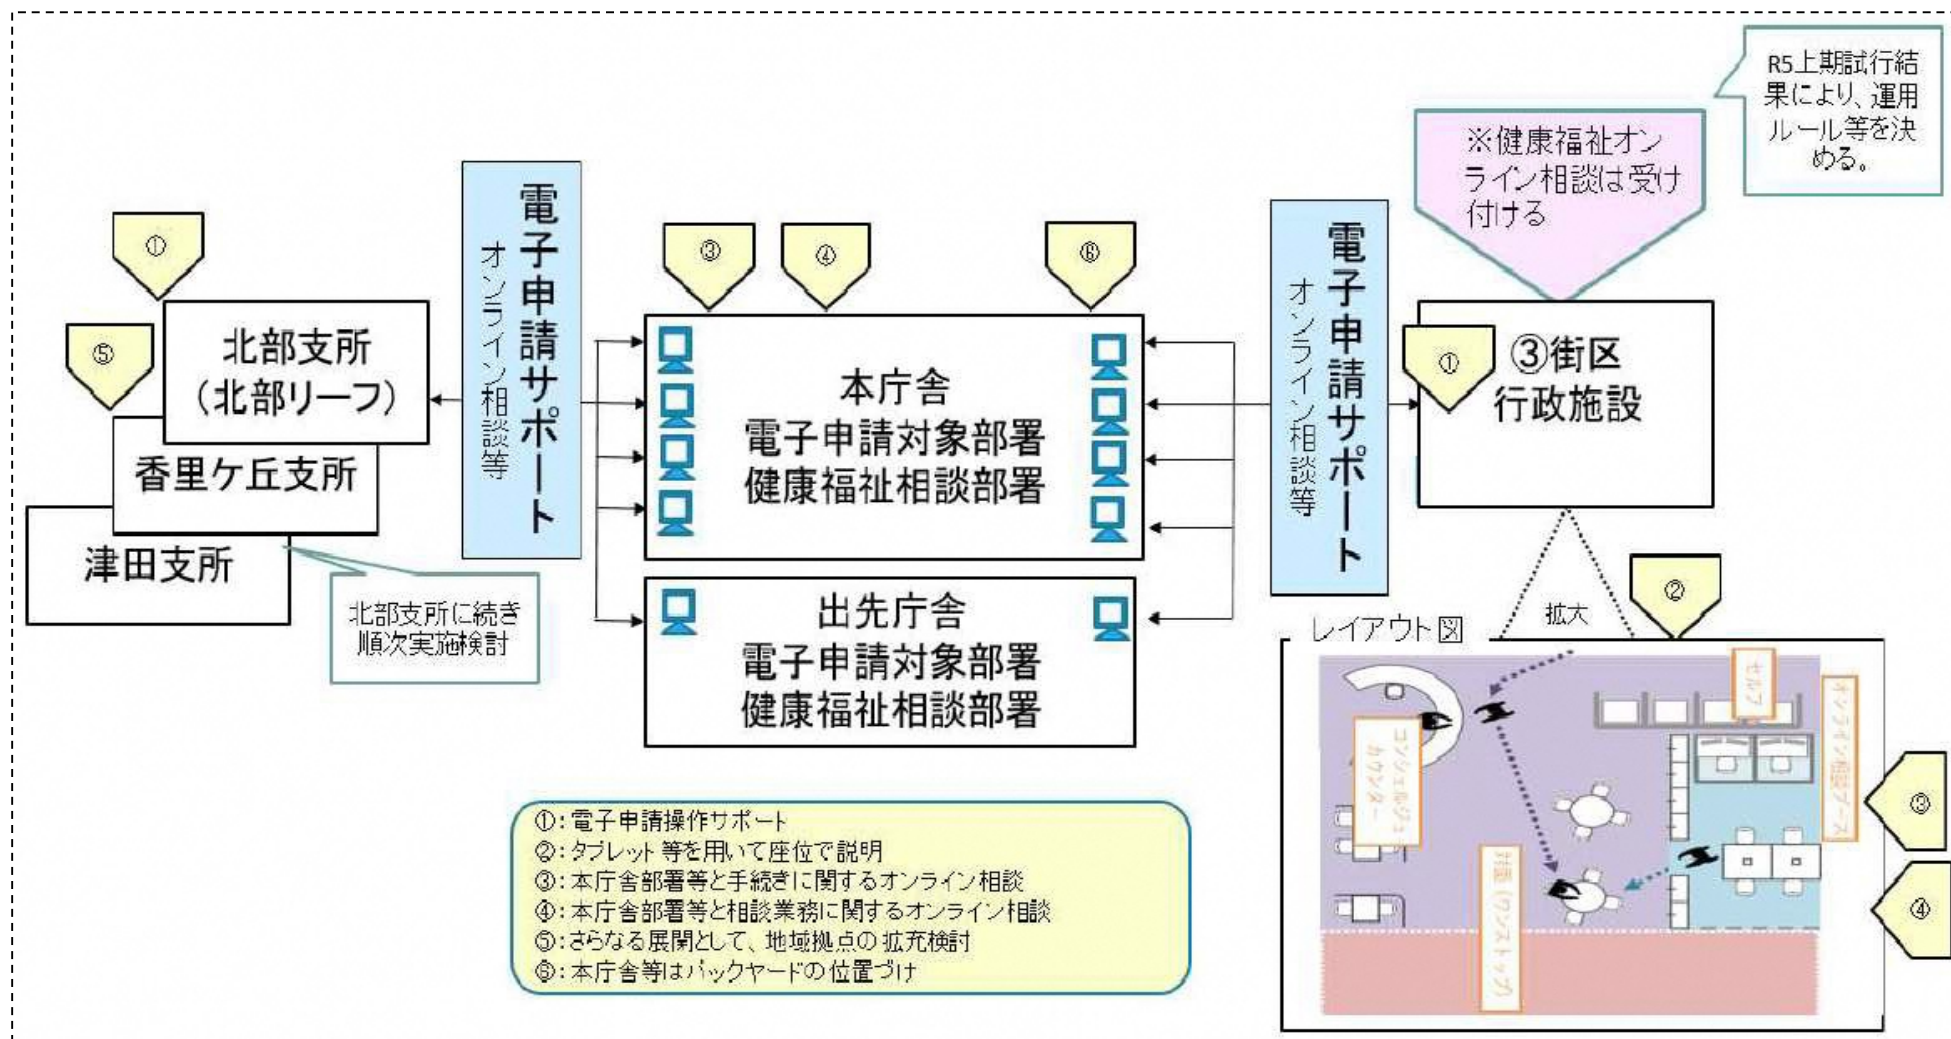 R5上期試行結
果により、運用
ルール等を決
める。
※健康福祉オン
ライン相談は受け
付ける
①
⑤
北部支所
（北部リーフ）
香里ケ丘支所
津田支所
北部支所に続き
順次実施検討
電子申請サポート
オンライン相談等
③
④
⑥
本庁舎
電子申請対象部署
健康福祉相談部署
出先庁舎
電子申請対象部署
健康福祉相談部署
電子申請サポート
オンライン相談等
①
③街区
行政施設
②
拡大
レイアウト図
セルフ
オンライン相談ブース
コンシェルジュ
カウンター
対面（ワンストップ）
③
④
①：電子申請操作サポート
②：タブレット等を用いて座位で説明
③：本庁舎部署等と手続きに関するオンライン相談
④：本庁舎部署等と相談業務に関するオンライン相談
⑤：さらなる展開として、地域拠点の拡充検討
⑥：本庁舎等はバックヤードの位置づけ